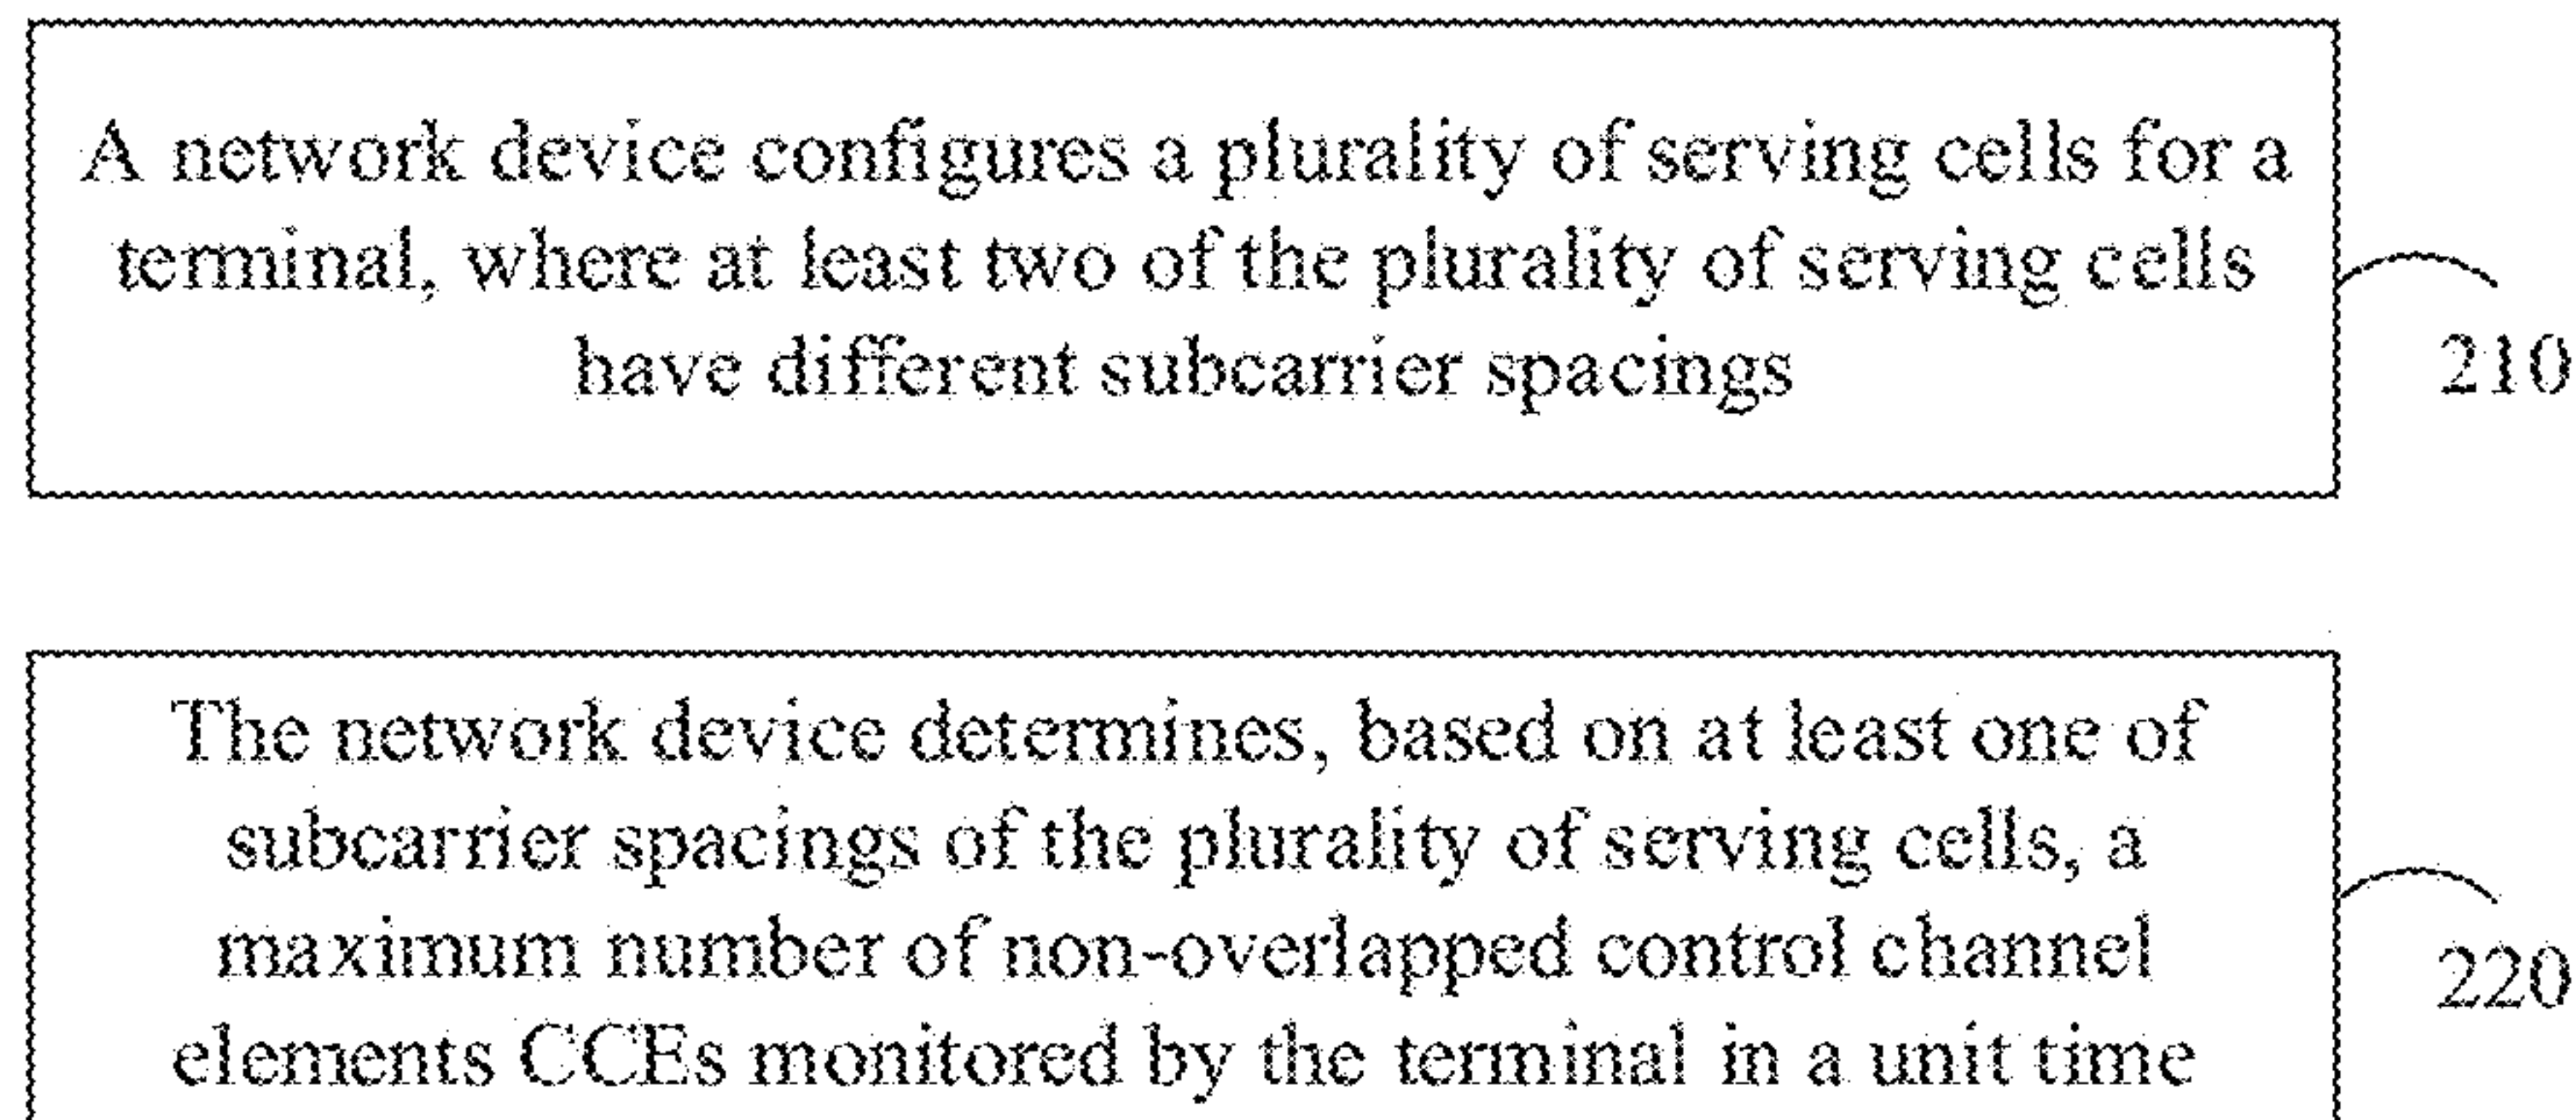 A network device configures a plurality of serving cells for a
terminal, where at least two of the plurality of serving cells
have different subcarrier spacings
210
The network device determines, based on at least one of
subcarrier spacings of the plurality of serving cells, a
maximum number of non-overlapped control channel
elements CCEs monitored by the terminal in a unit time
220